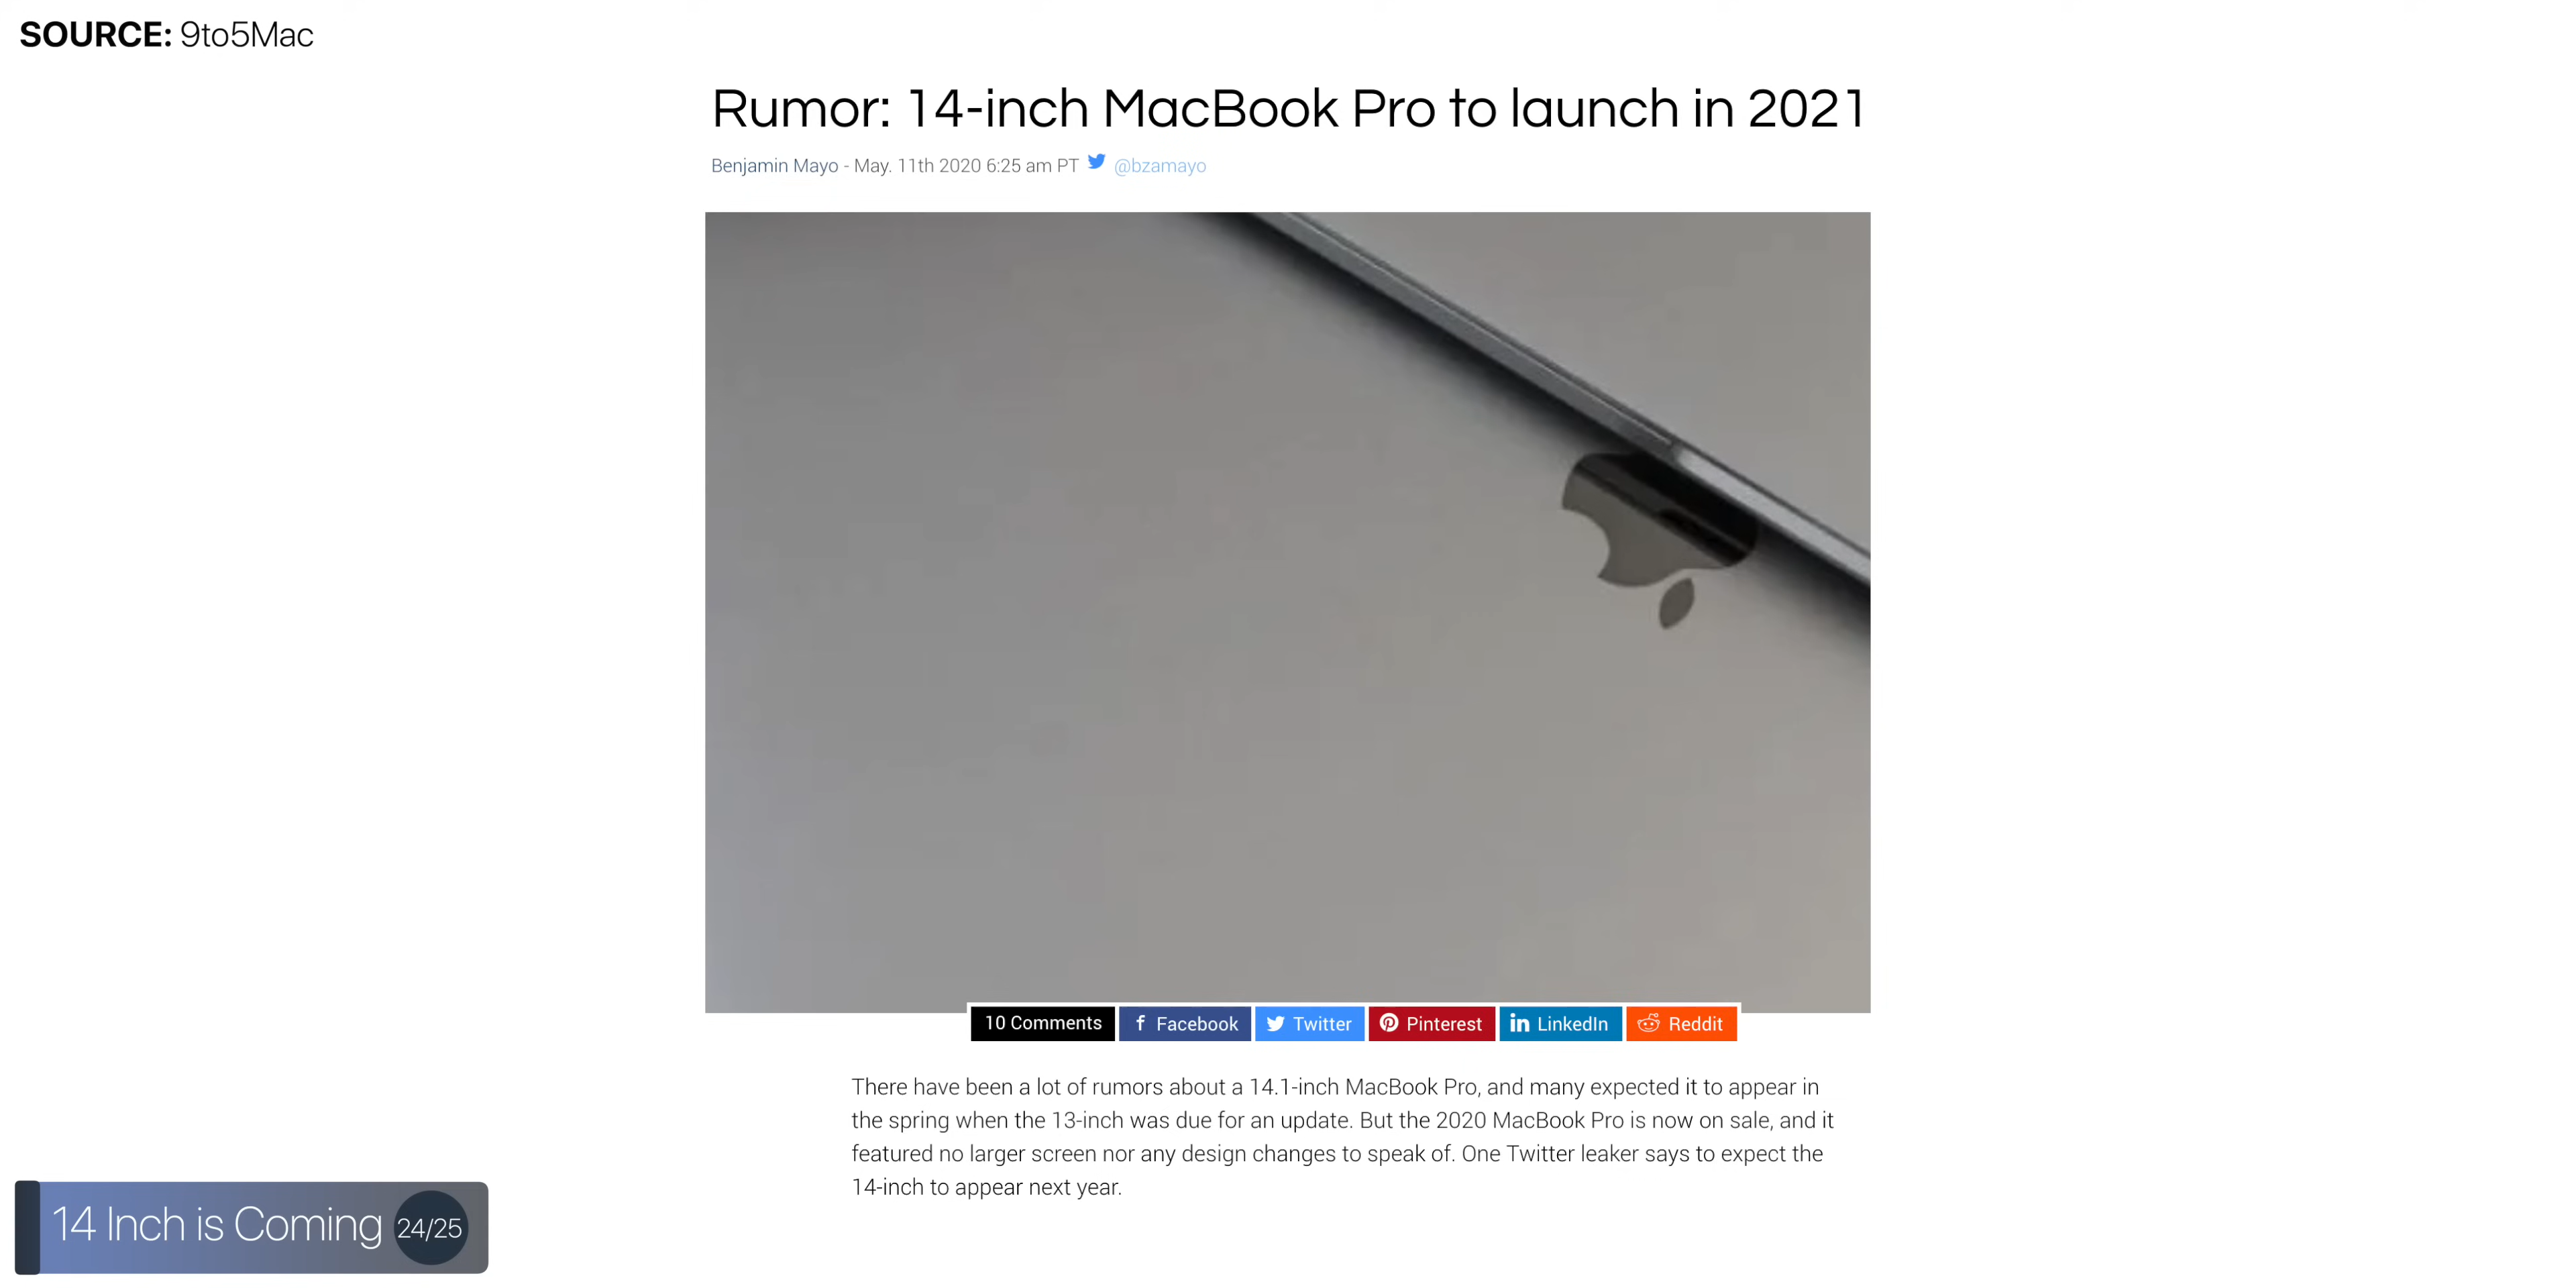 SOURCE: 9to5Mac
Rumor: 14-inch MacBook Pro to launch in 2021
Benjamin Mayo - May. 11th 2020 6:25 am PT @bzamayo
10 Comments Facebook Twitter Pinterest LinkedIn Reddit
There have been a lot of rumors about a 14.1-inch MacBook Pro, and many expected it to appear in
the spring when the 13-inch was due for an update. But the 2020 MacBook Pro is now on sale, and it
featured no larger screen nor any design changes to speak of. One Twitter leaker says to expect the
14-inch to appear next year.
14 Inch is Coming 24/25